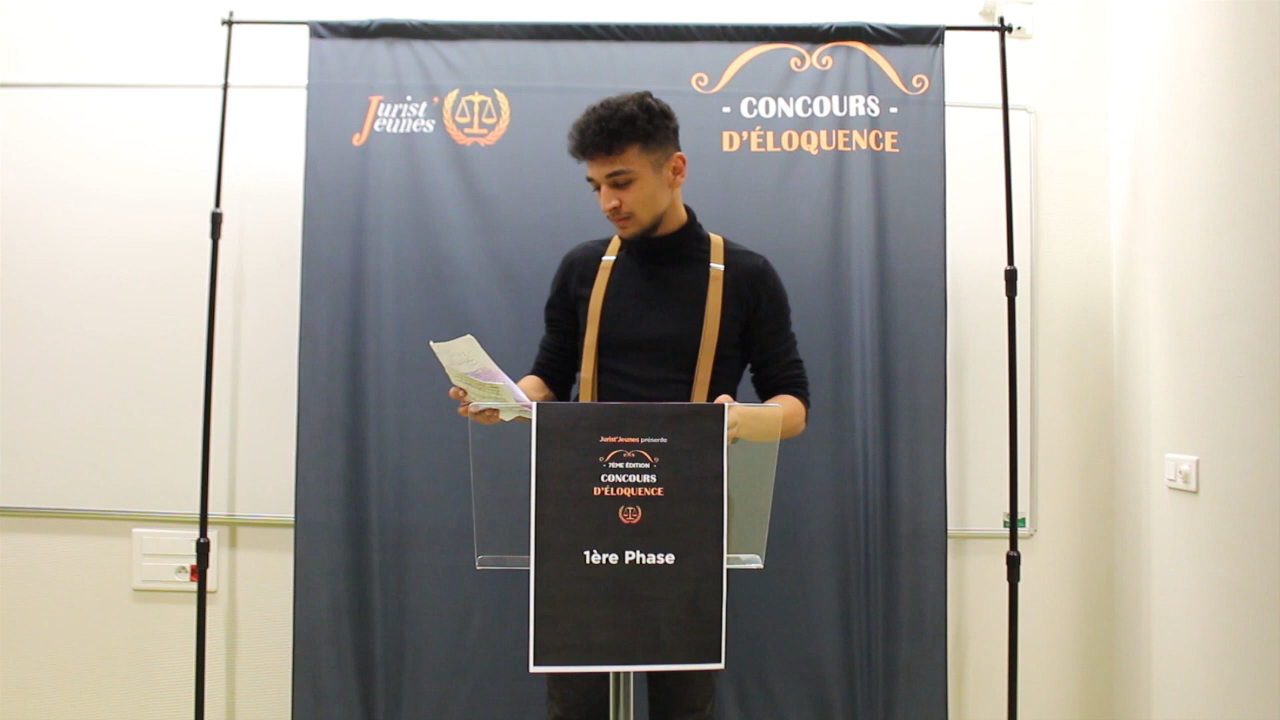 Jurist'
Jeunes
- CONCOURS -
D'ÉLOQUENCE
Jurist'Jeunes présente
- 7ÈME ÉDITION -
CONCOURS
D'ÉLOQUENCE
1ère Phase